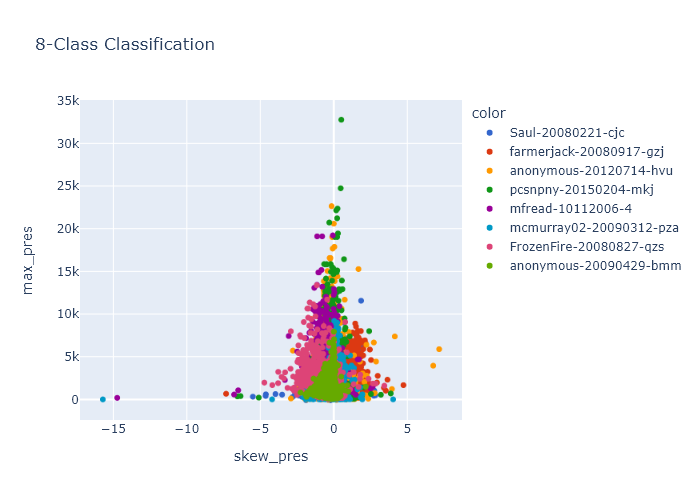 8-Class Classification
35k
30k
25k
20k
15k
10k
5k
0
max_pres
−15
−10
−5
0
5
skew_pres
color
Saul-20080221-cjc
farmerjack-20080917-gzj
anonymous-20120714-hvu
pcsnpny-20150204-mkj
mfread-10112006-4
mcmurray02-20090312-pza
FrozenFire-20080827-qzs
anonymous-20090429-bmm